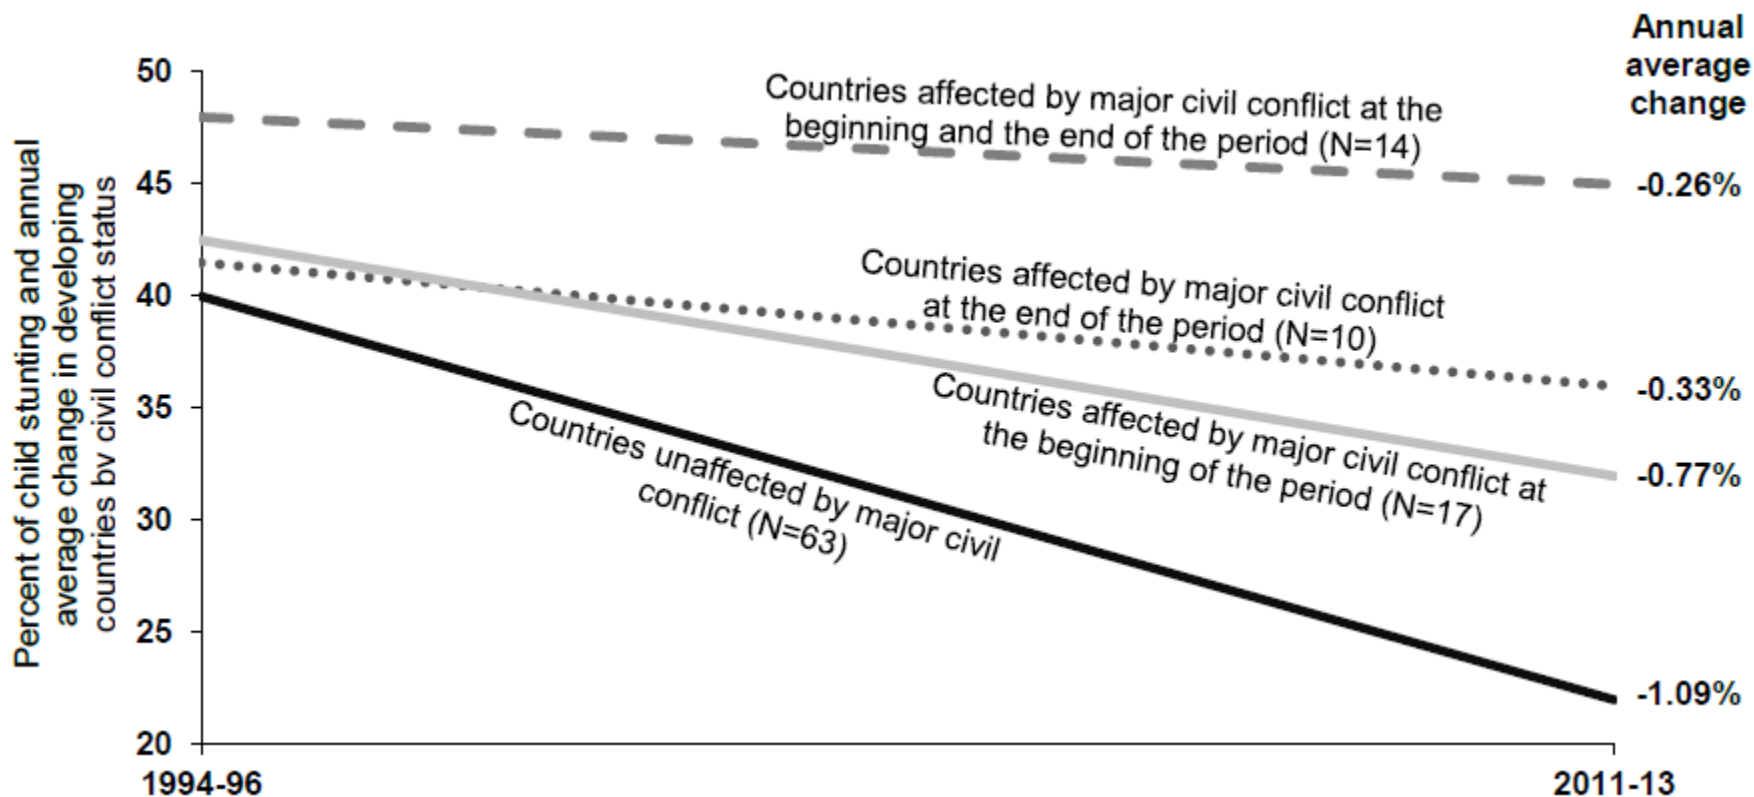 Annual
average
change
Percent of child stunting and annual
average change in developing
countries by civil conflict status
50
45
40
35
30
25
20
Countries affected by major civil conflict at the
beginning and the end of the period (N=14)
-0.26%
Countries affected by major civil conflict
at the end of the period (N=10)
-0.33%
Countries affected by major civil conflict at
the beginning of the period (N=17)
-0.77%
Countries unaffected by major civil
conflict (N=63)
-1.09%
1994-96
2011-13